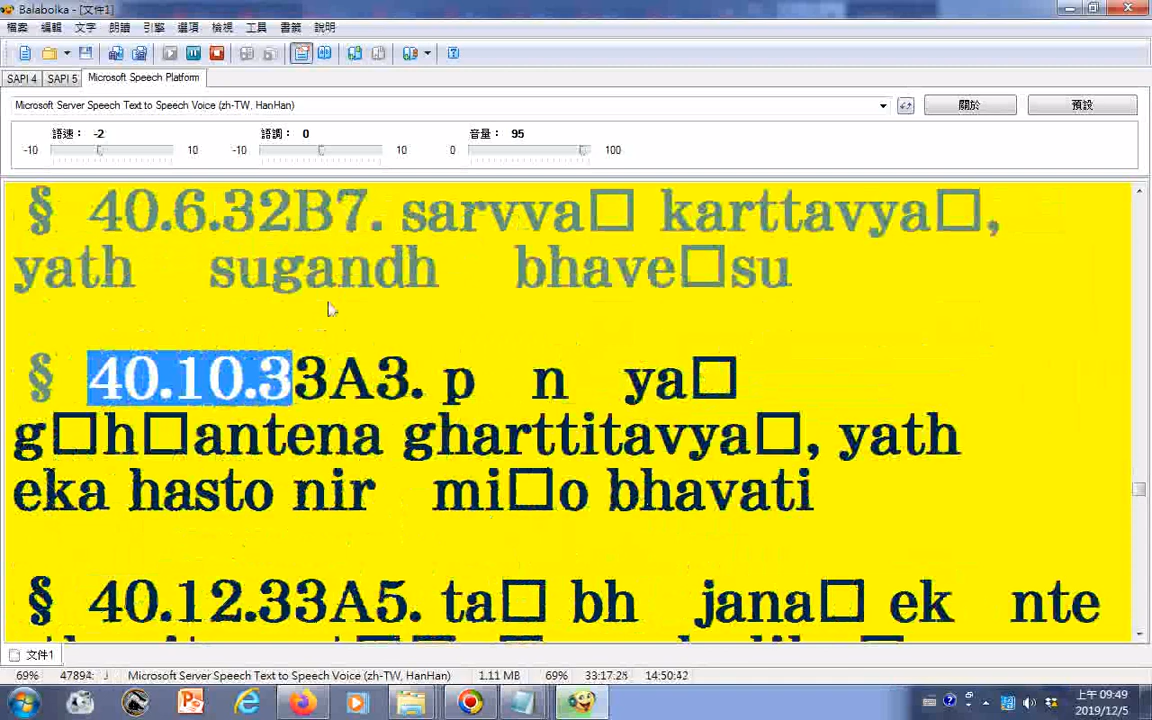 Balabolka - [文件1]
檔案 編輯 文字 朗讀 引擎 選項 檢視 工具 書籤 說明
SAPI 4 SAPI 5 Microsoft Speech Platform
Microsoft Server Speech Text to Speech Voice (zh-TW, HanHan) 關於 預設
語速： -2 語調： 0 音量： 95
-10 10 -10 10 0 100
§ 40.6.32B7. sarvva□ karttavya□,
yath sugandh bhave□su
§ 40.10.33A3. p n ya□
g□h□antena gharttitavya□, yath
eka hasto nir mi□o bhavati
§ 40.12.33A5. ta□ bh jana□ ek nte
文件1
69% 47894: Microsoft Server Speech Text to Speech Voice (zh-TW, HanHan) 1.11 MB 69% 33:17:28 14:50:42
上午 09:49
2019/12/5